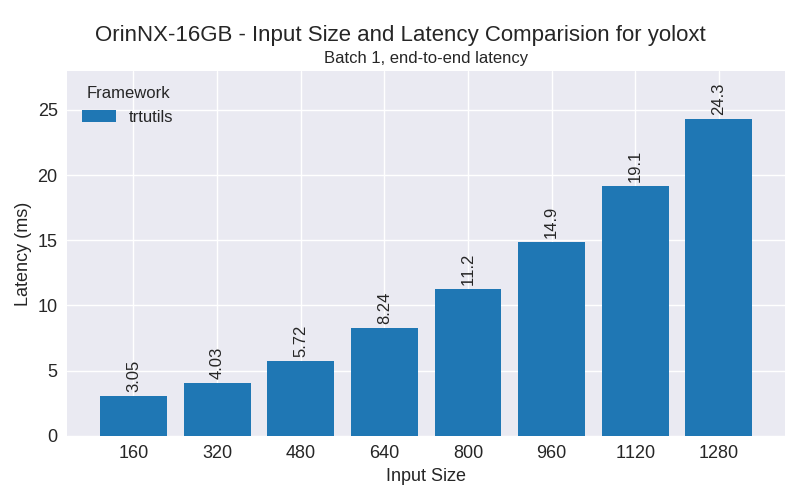 OrinNX-16GB - Input Size and Latency Comparision for yoloxt
Batch 1, end-to-end latency
Framework
trtutils
Latency (ms)
25
20
15
10
5
0
3.05
4.03
5.72
8.24
11.2
14.9
19.1
24.3
160 320 480 640 800 960 1120 1280
Input Size